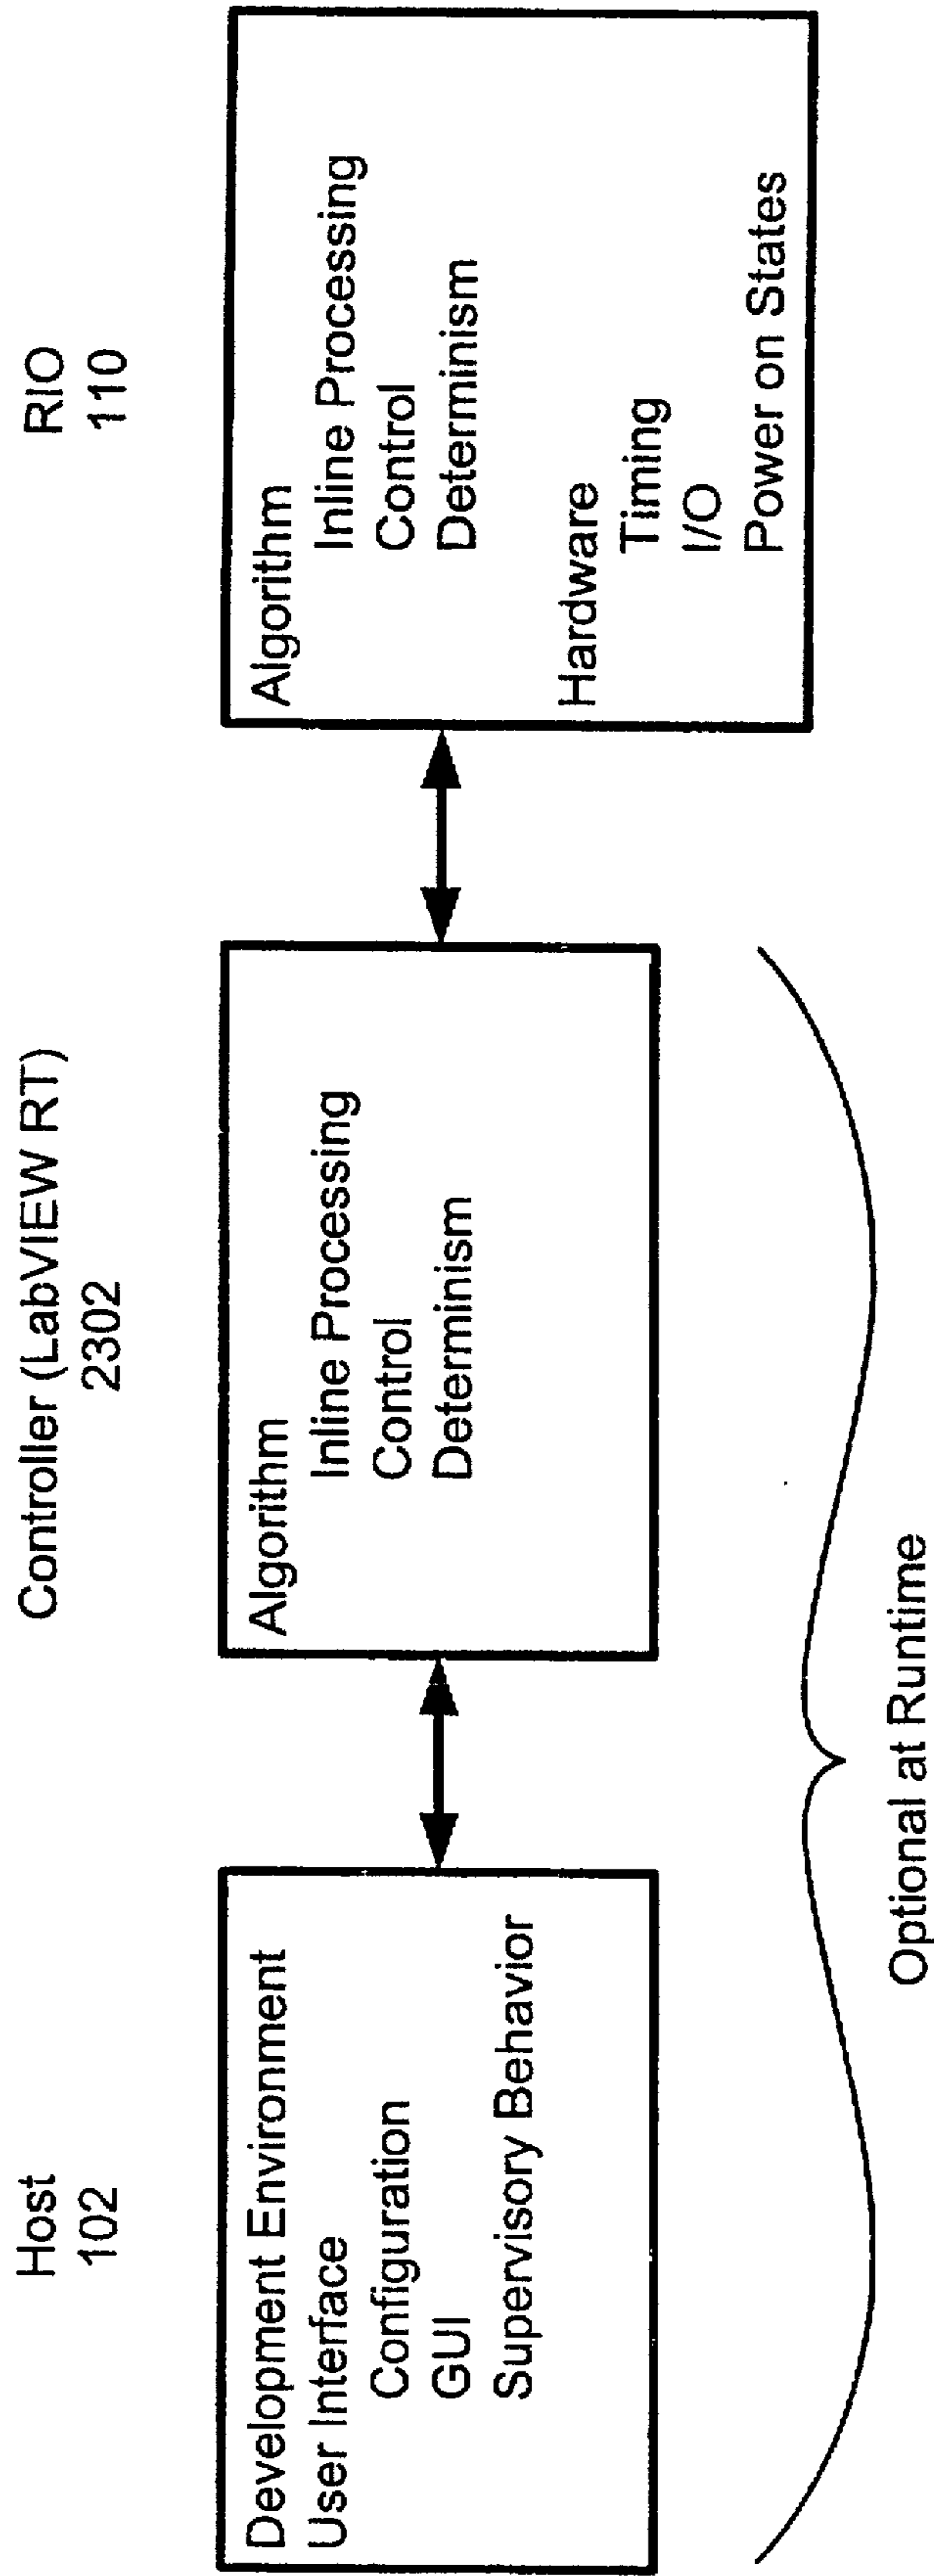 Host
102
Development Environment
User Interface
Configuration
GUI
Supervisory Behavior
Controller (LabVIEW RT)
2302
Algorithm
Inline Processing
Control
Determinism
RIO
110
Algorithm
Inline Processing
Control
Determinism
Hardware
Timing
I/O
Power on States
Optional at Runtime